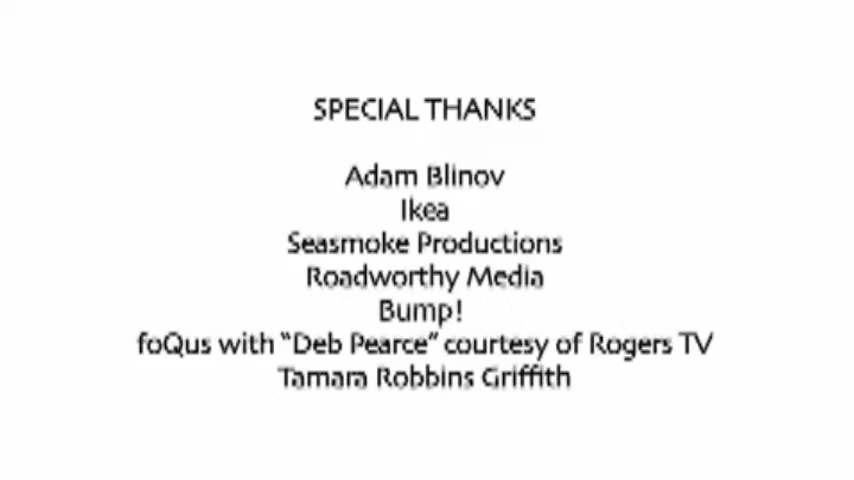 SPECIAL THANKS
Adam Blinov
Ikea
Seasmoke Productions
Roadworthy Media
Bump!
foQus with “Deb Pearce” courtesy of Rogers TV
Tamara Robbins Griffith